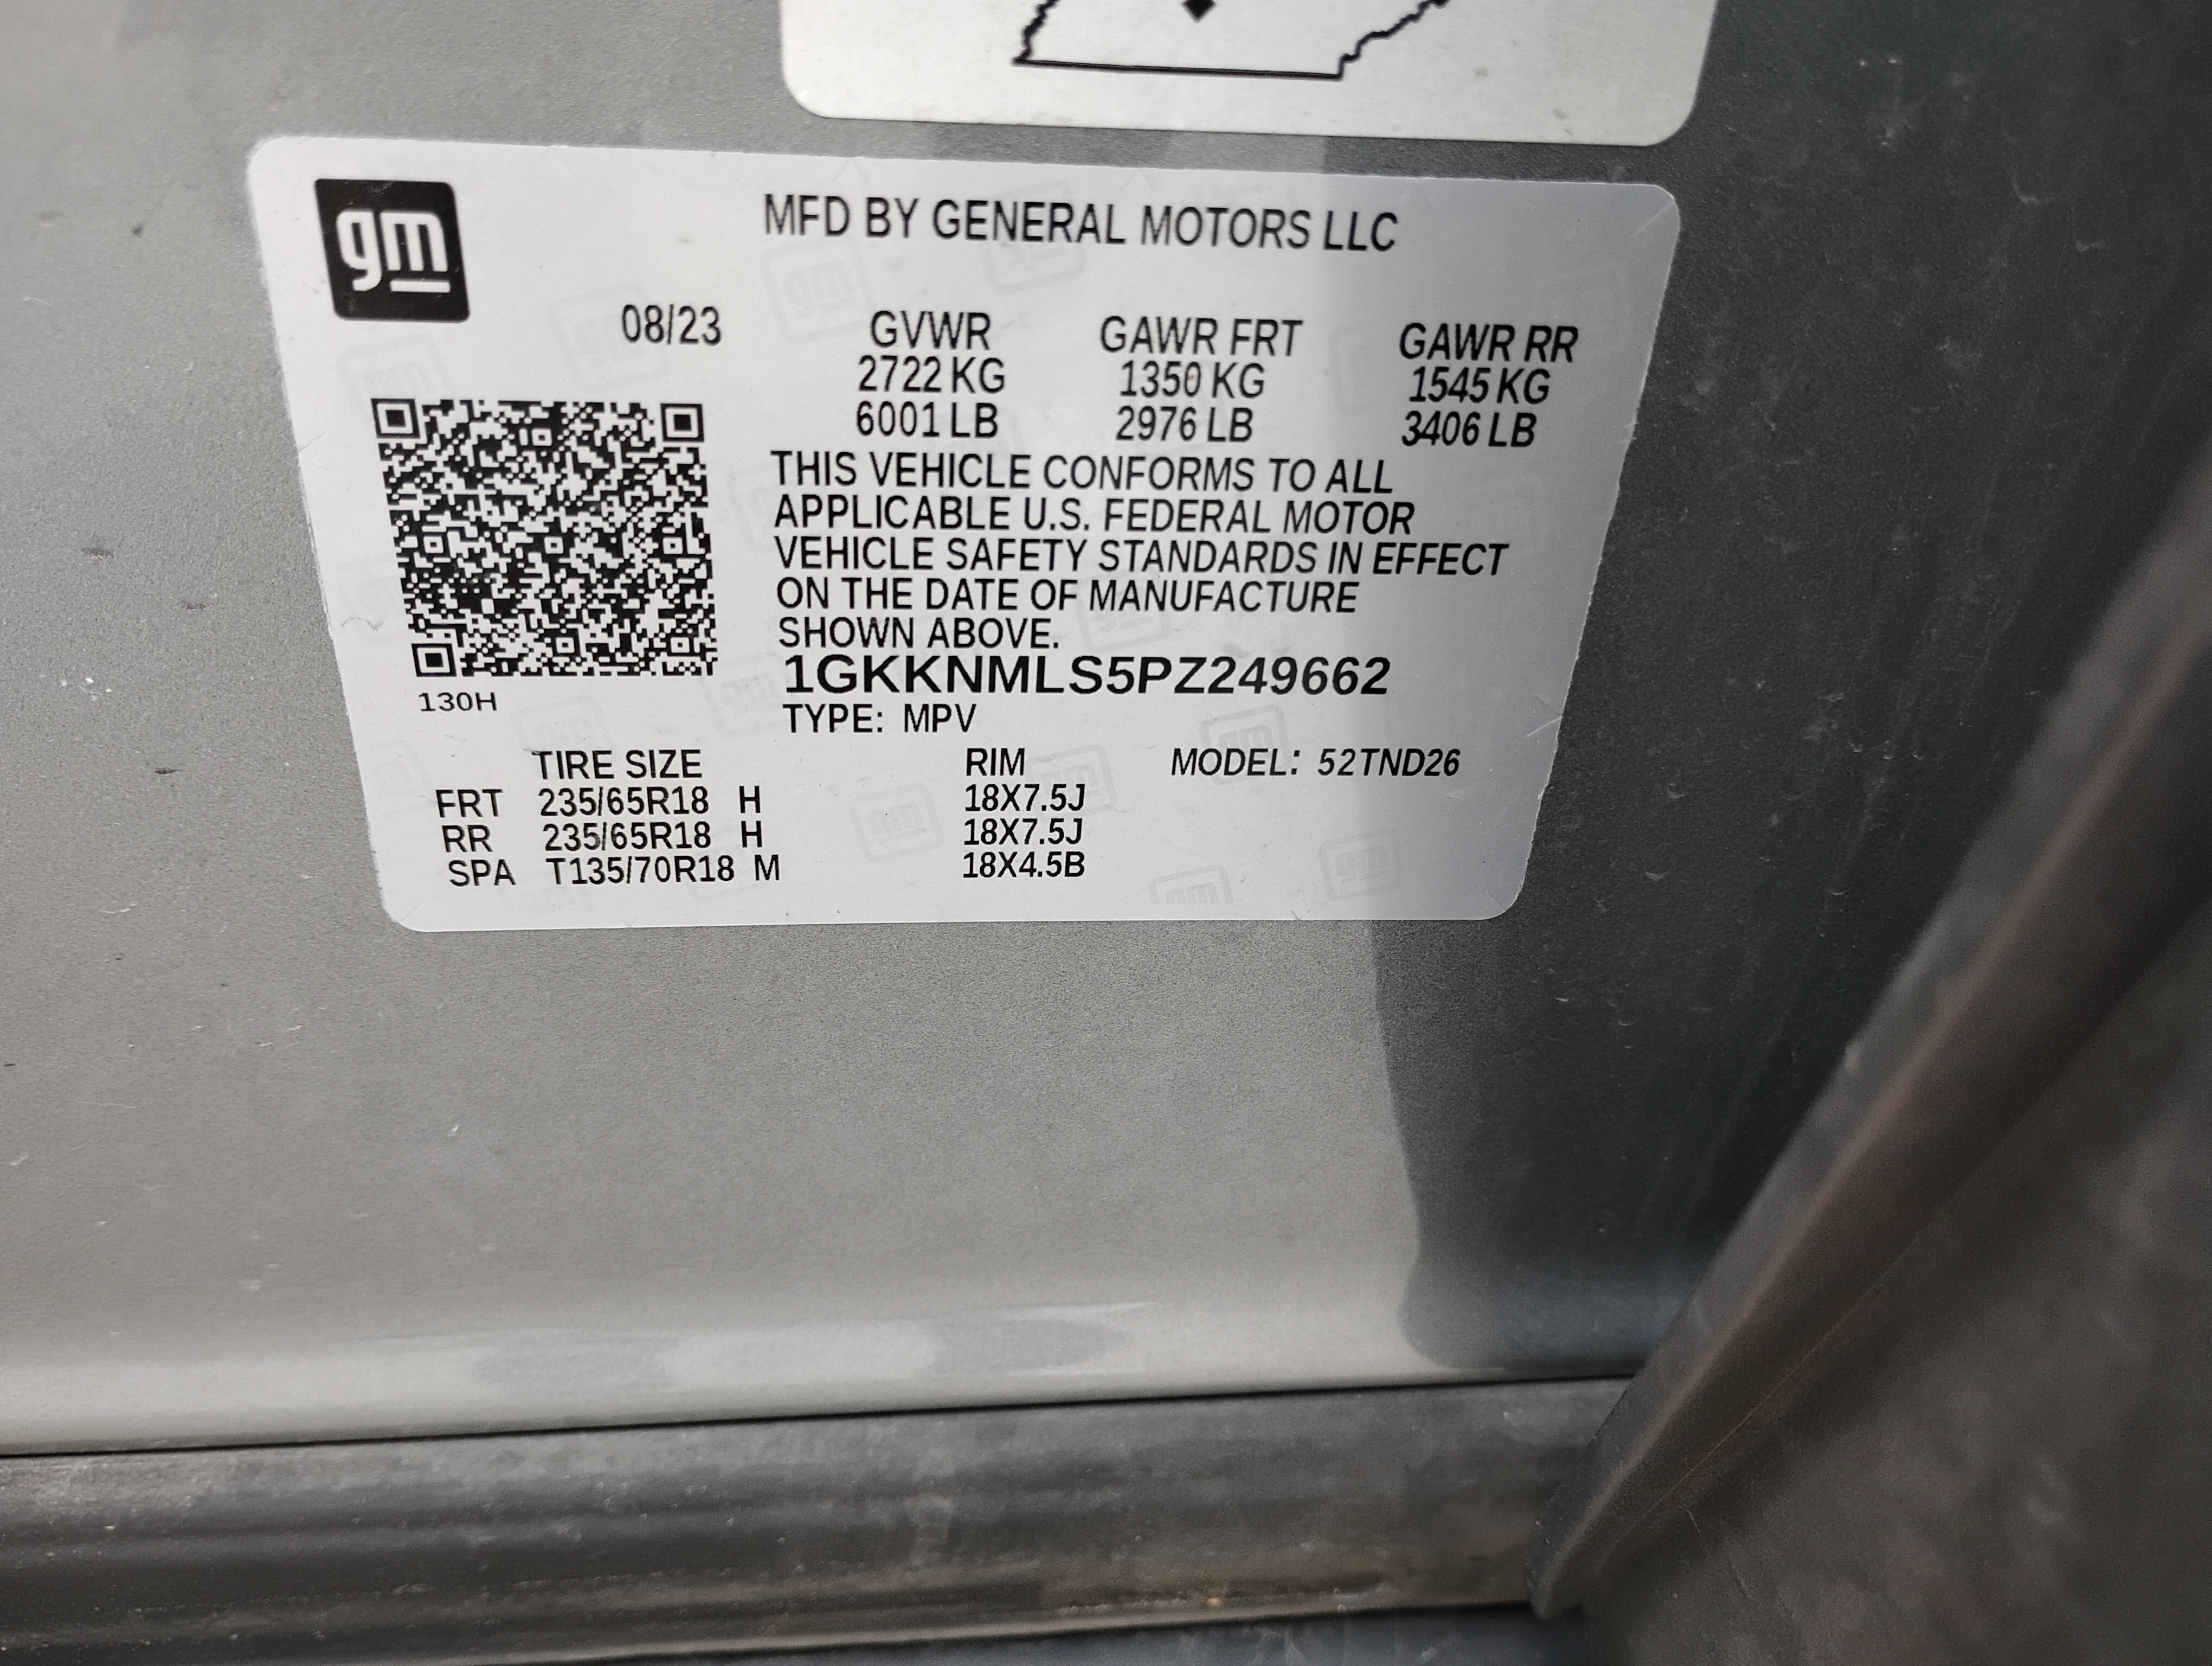 gm
MFD BY GENERAL MOTORS LLC
08/23 GVWR GAWR FRT GAWR RR
2722 KG 1350 KG 1545 KG
6001 LB 2976 LB 3406 LB
THIS VEHICLE CONFORMS TO ALL
APPLICABLE U.S. FEDERAL MOTOR
VEHICLE SAFETY STANDARDS IN EFFECT
ON THE DATE OF MANUFACTURE
SHOWN ABOVE.
1GKKNMLS5PZ249662
130H
TYPE: MPV
TIRE SIZE RIM MODEL: 52TND26
FRT 235/65R18 H 18X7.5J
RR 235/65R18 H 18X7.5J
SPA T135/70R18 M 18X4.5B